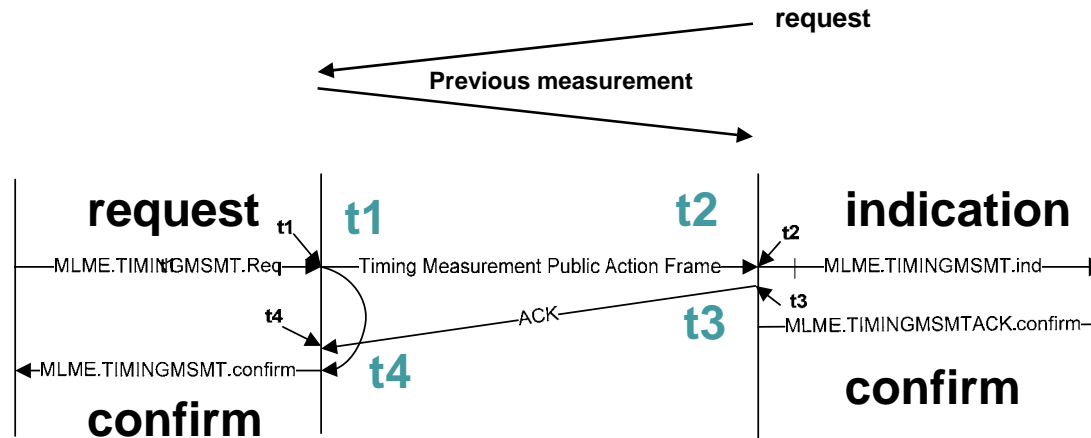 request
Previous measurement
request
t1
t2
indication
t1
t2
MLME.TIMINGMSMT.Req
t1
Timing Measurement Public Action Frame
MLME.TIMINGMSMT.ind
t4
ACK
t3
t3
MLME.TIMINGMSMTACK.confirm
MLME.TIMINGMSMT.confirm
t4
confirm
confirm